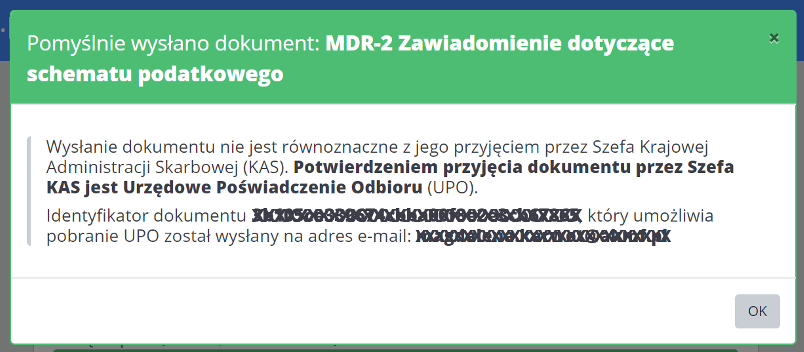 Pomyślnie wysłano dokument: MDR-2 Zawiadomienie dotyczące
schematu podatkowego
×
Wysłanie dokumentu nie jest równoznaczne z jego przyjęciem przez Szefa Krajowej
Administracji Skarbowej (KAS). Potwierdzeniem przyjęcia dokumentu przez Szefa
KAS jest Urzędowe Poświadczenie Odbioru (UPO).
Identyfikator dokumentu który umożliwia
pobranie UPO został wysłany na adres e-mail:
OK